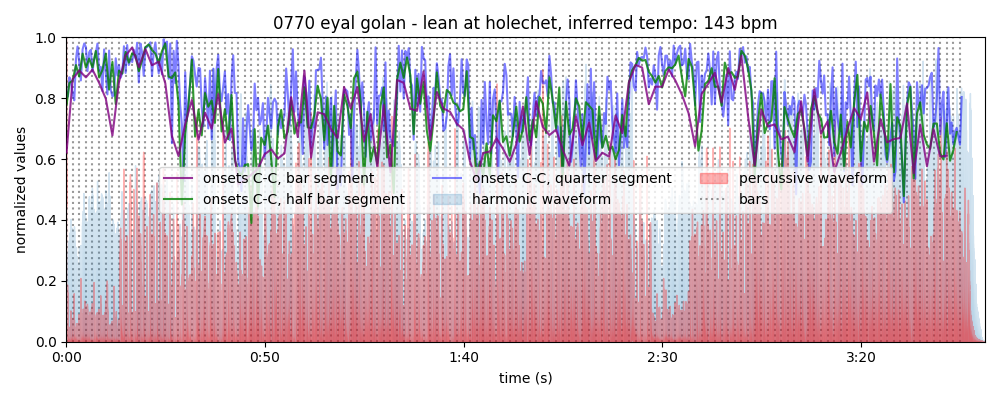 0770 eyal golan - lean at holechet, inferred tempo: 143 bpm
1.0
0.8
0.6
0.4
0.2
0.0
normalized values
onsets C-C, bar segment
onsets C-C, half bar segment
onsets C-C, quarter segment
harmonic waveform
percussive waveform
bars
0:00
0:50
1:40
2:30
3:20
time (s)